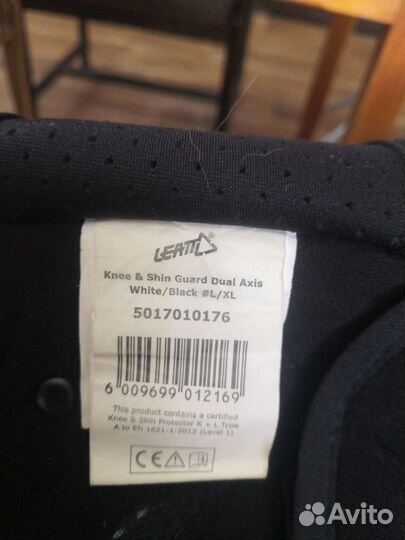 LEATT
Knee & Shin Guard Dual Axis
White/Black #L/XL
5017010176
6 009699 012169
This product contains a certified
Knee & Shin Protector K + L Type
A to EN 1621-1:2012 (Level 1)
CE
Avito